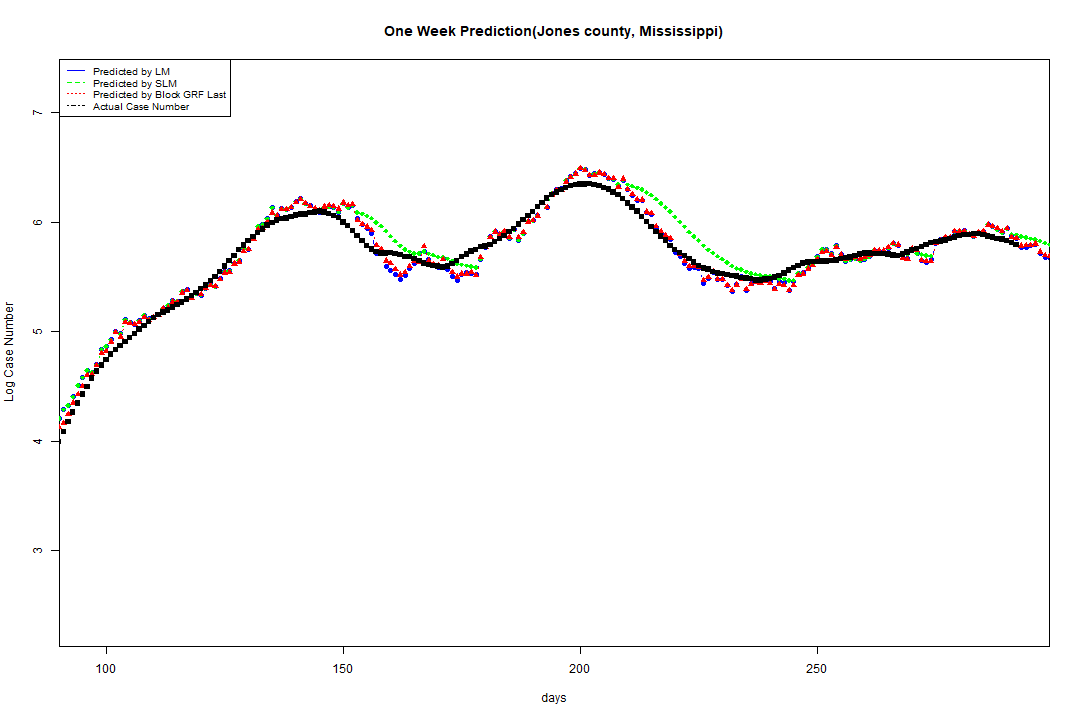 One Week Prediction(Jones county, Mississippi)
Predicted by LM
Predicted by SLM
Predicted by Block GRF Last
Actual Case Number
7
6
5
4
3
Log Case Number
100 150 200 250
days